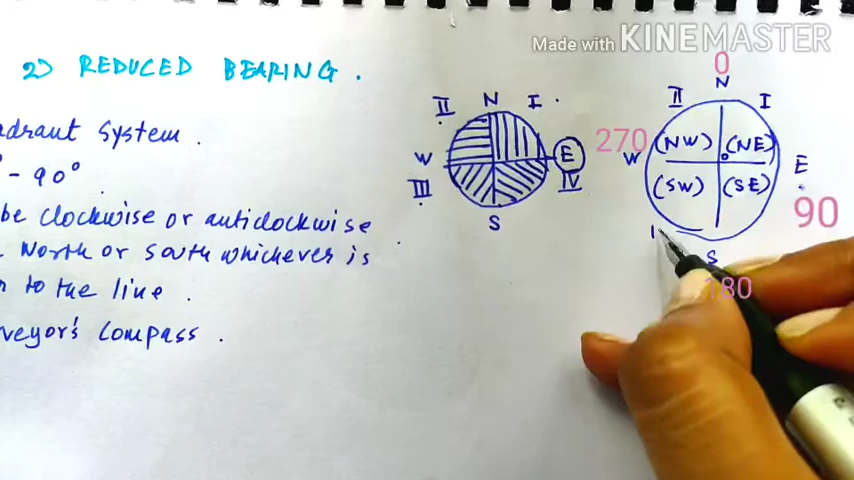 Made with KINEMASTER
2) REDUCED BEARING.
adrant System.
° - 90°
be clockwise or anticlockwise
North or south whichever is
to the line.
veyor's Compass.
II N I
W E
III IV
S
0
N
II I
270 (NW) (NE)
W E
(SW) (SE)
90
S
180